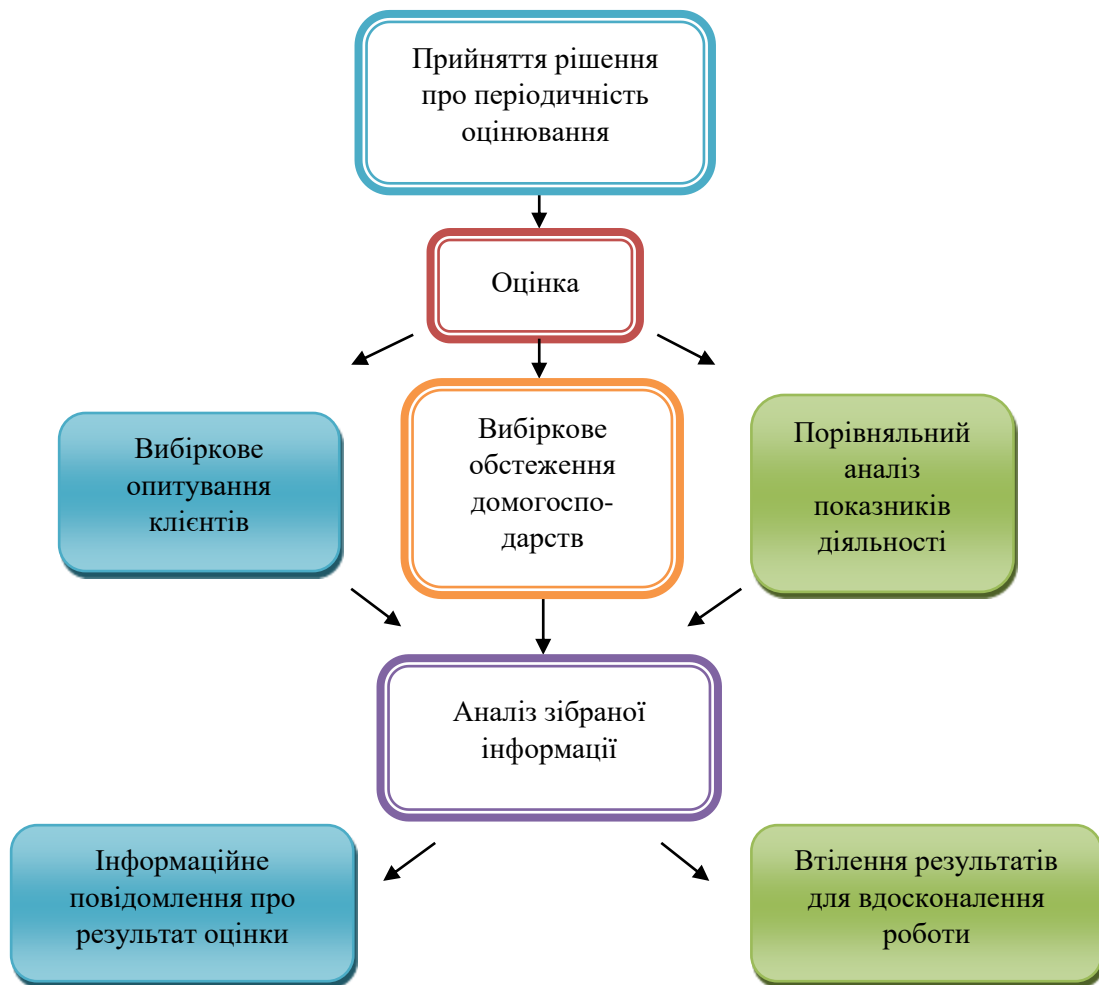 Прийняття рішення
про періодичність
оцінювання
Оцінка
Вибіркове
опитування
клієнтів
Вибіркове
обстеження
домогоспо-
дарств
Порівняльний
аналіз
показників
діяльності
Аналіз зібраної
інформації
Інформаційне
повідомлення про
результат оцінки
Втілення результатів
для вдосконалення
роботи